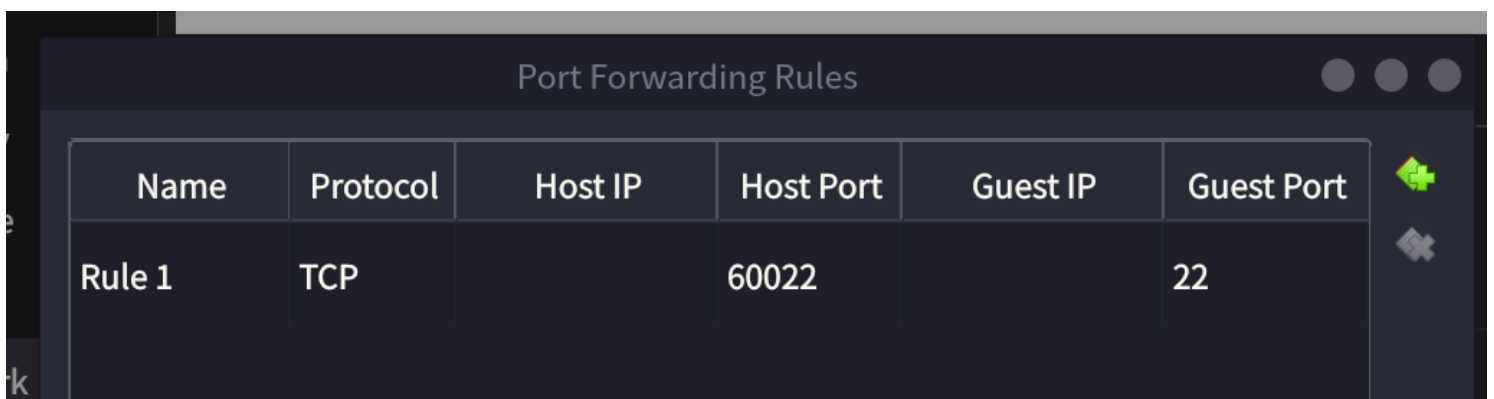 Port Forwarding Rules
Name Protocol Host IP Host Port Guest IP Guest Port
Rule 1 TCP 60022 22